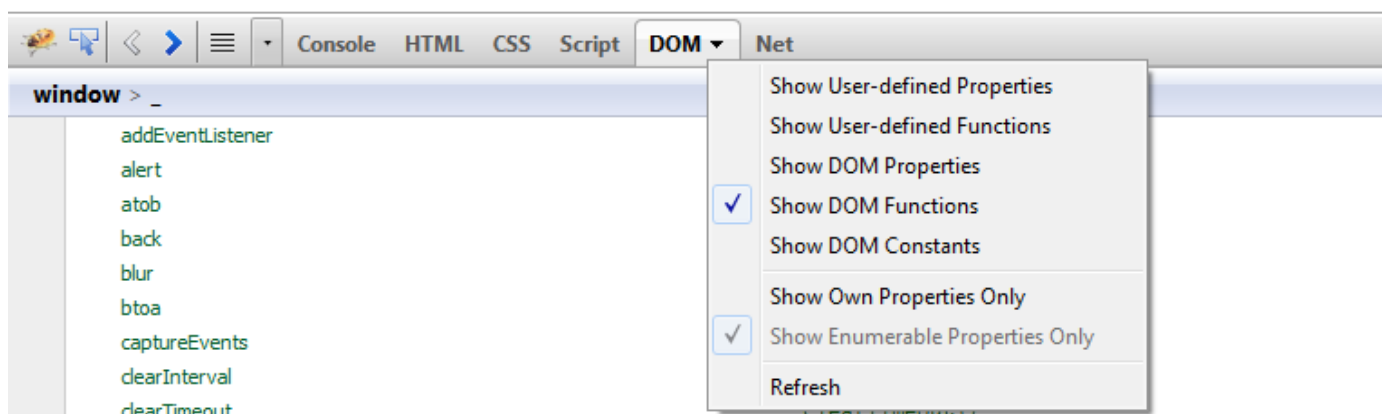 Console HTML CSS Script DOM Net
window > _
addEventListener
alert
atob
back
blur
btoa
captureEvents
clearInterval
clearTimeout
Show User-defined Properties
Show User-defined Functions
Show DOM Properties
Show DOM Functions
Show DOM Constants
Show Own Properties Only
Show Enumerable Properties Only
Refresh